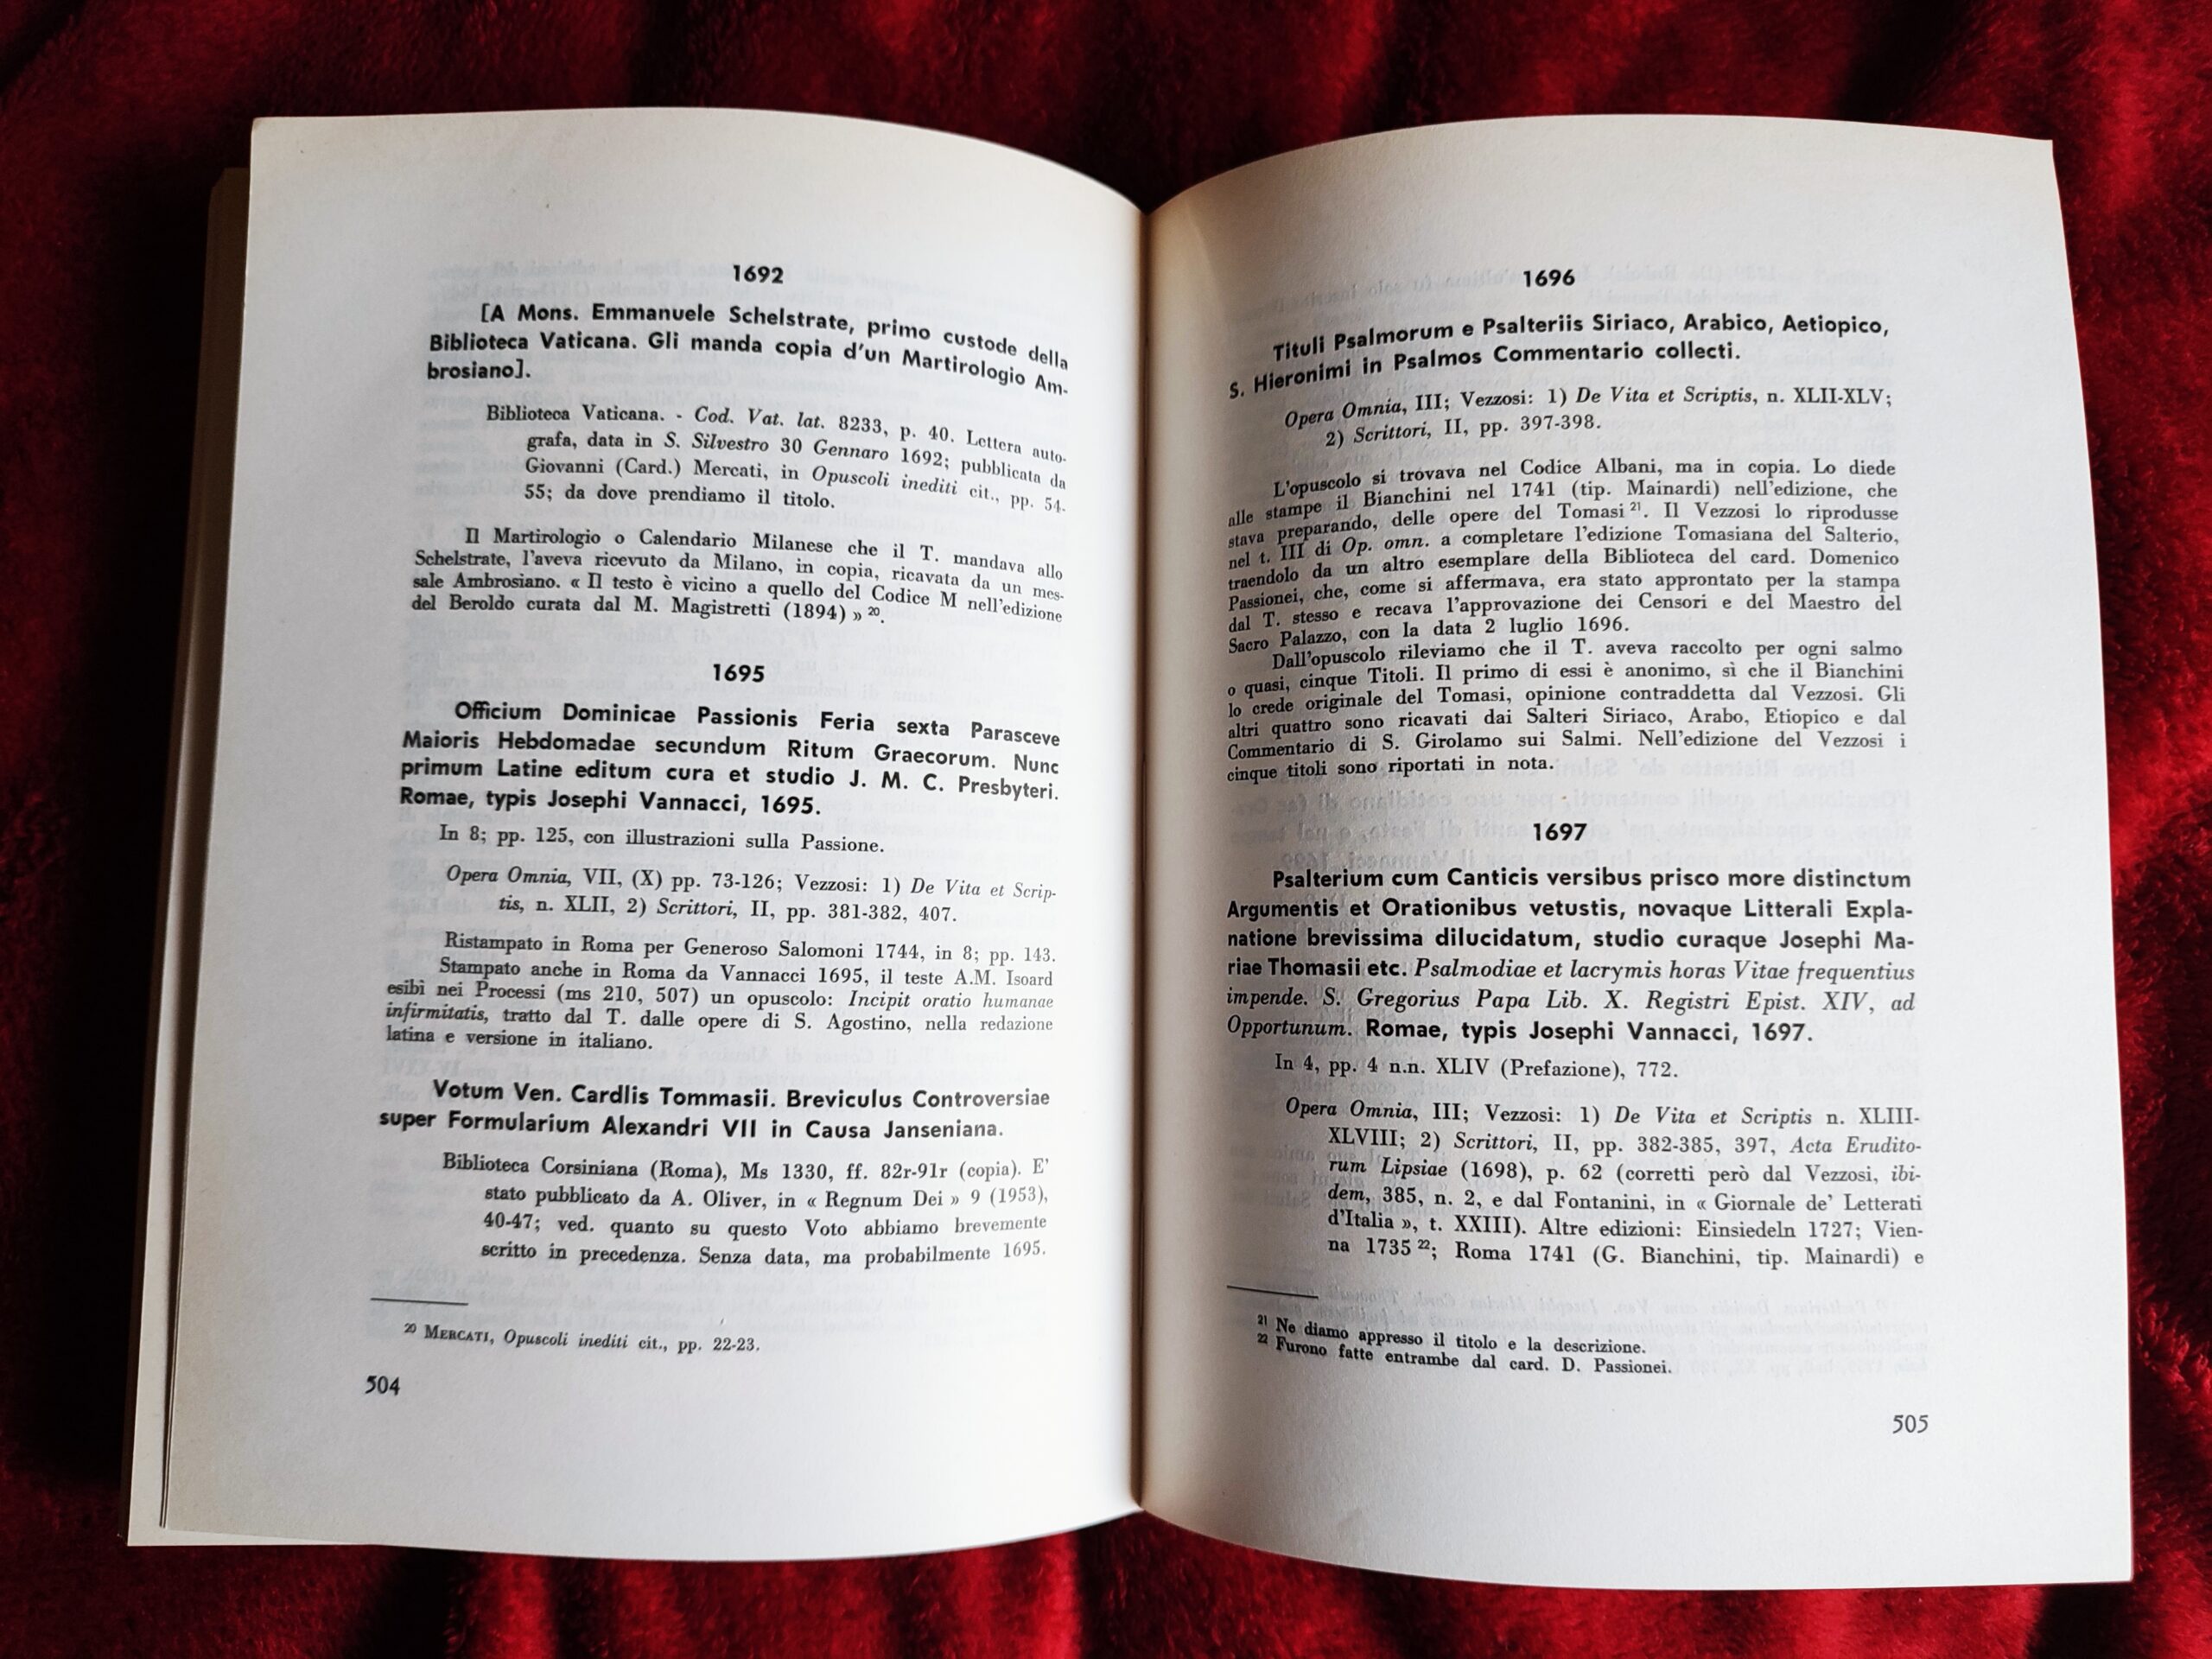 1692
[A Mons. Emmanuele Schelstrate, primo custode della
Biblioteca Vaticana. Gli manda copia d'un Martirologio Am-
brosiano].
Biblioteca Vaticana. - Cod. Vat. lat. 8233, p. 40. Lettera auto-
grafa, data in S. Silvestro 30 Gennaro 1692; pubblicata da
Giovanni (Card.) Mercati, in Opuscoli inediti cit., pp. 54-
55; da dove prendiamo il titolo.
Il Martirologio o Calendario Milanese che il T. mandava allo
Schelstrate, l'aveva ricevuto da Milano, in copia, ricavata da un mes-
sale Ambrosiano. « Il testo è vicino a quello del Codice M nell'edizione
del Beroldo curata dal M. Magistretti (1894) » 20.
1695
Officium Dominicae Passionis Feria sexta Parasceve
Maioris Hebdomadae secundum Ritum Graecorum. Nunc
primum Latine editum cura et studio J. M. C. Presbyteri.
Romae, typis Josephi Vannacci, 1695.
In 8; pp. 125, con illustrazioni sulla Passione.
Opera Omnia, VII, (X) pp. 73-126; Vezzosi: 1) De Vita et Scrip-
tis, n. XLII, 2) Scrittori, II, pp. 381-382, 407.
Ristampato in Roma per Generoso Salomoni 1744, in 8; pp. 143.
Stampato anche in Roma da Vannacci 1695, il teste A.M. Isoard
esibì nei Processi (ms 210, 507) un opuscolo: Incipit oratio humanae
infirmitatis, tratto dal T. dalle opere di S. Agostino, nella redazione
latina e versione in italiano.
Votum Ven. Cardlis Tommasii. Breviculus Controversiae
super Formularium Alexandri VII in Causa Janseniana.
Biblioteca Corsiniana (Roma), Ms 1330, ff. 82r-91r (copia). E'
stato pubblicato da A. Oliver, in « Regnum Dei » 9 (1953),
40-47; ved. quanto su questo Voto abbiamo brevemente
scritto in precedenza. Senza data, ma probabilmente 1695.
20 MERCATI, Opuscoli inediti cit., pp. 22-23.
504
1696
Tituli Psalmorum e Psalteriis Siriaco, Arabico, Aetiopico,
S. Hieronimi in Psalmos Commentario collecti.
Opera Omnia, III; Vezzosi: 1) De Vita et Scriptis, n. XLII-XLV;
2) Scrittori, II, pp. 397-398.
L'opuscolo si trovava nel Codice Albani, ma in copia. Lo diede
alle stampe il Bianchini nel 1741 (tip. Mainardi) nell'edizione, che
stava preparando, delle opere del Tomasi 21. Il Vezzosi lo riprodusse
nel t. III di Op. omn. a completare l'edizione Tomasiana del Salterio,
traendolo da un altro esemplare della Biblioteca del card. Domenico
Passionei, che, come si affermava, era stato approntato per la stampa
dal T. stesso e recava l'approvazione dei Censori e del Maestro del
Sacro Palazzo, con la data 2 luglio 1696.
Dall'opuscolo rileviamo che il T. aveva raccolto per ogni salmo
o quasi, cinque Titoli. Il primo di essi è anonimo, sì che il Bianchini
lo crede originale del Tomasi, opinione contraddetta dal Vezzosi. Gli
altri quattro sono ricavati dai Salteri Siriaco, Arabo, Etiopico e dal
Commentario di S. Girolamo sui Salmi. Nell'edizione del Vezzosi i
cinque titoli sono riportati in nota.
1697
Psalterium cum Canticis versibus prisco more distinctum
Argumentis et Orationibus vetustis, novaque Litterali Expla-
natione brevissima dilucidatum, studio curaque Josephi Ma-
riae Thomasii etc. Psalmodiae et lacrymis horas Vitae frequentius
impende. S. Gregorius Papa Lib. X. Registri Epist. XIV, ad
Opportunum. Romae, typis Josephi Vannacci, 1697.
In 4, pp. 4 n.n. XLIV (Prefazione), 772.
Opera Omnia, III; Vezzosi: 1) De Vita et Scriptis n. XLIII-
XLVIII; 2) Scrittori, II, pp. 382-385, 397, Acta Erudito-
rum Lipsiae (1698), p. 62 (corretti però dal Vezzosi, ibi-
dem, 385, n. 2, e dal Fontanini, in « Giornale de' Letterati
d'Italia », t. XXIII). Altre edizioni: Einsiedeln 1727; Vien-
na 1735 22; Roma 1741 (G. Bianchini, tip. Mainardi) e
21 Ne diamo appresso il titolo e la descrizione.
22 Furono fatte entrambe dal card. D. Passionei.
505